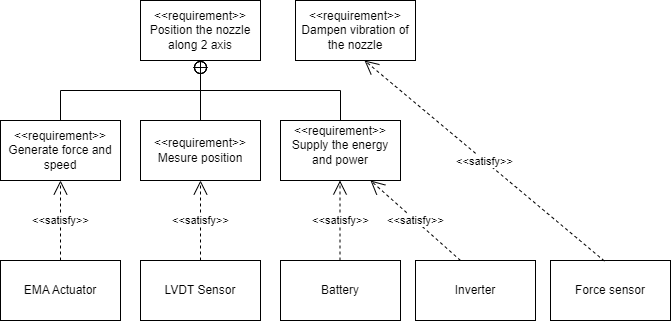 <<requirement>>
Position the nozzle
along 2 axis
<<requirement>>
Dampen vibration of
the nozzle
<<requirement>>
Generate force and
speed
<<requirement>>
Mesure position
<<requirement>>
Supply the energy
and power
<<satisfy>>
<<satisfy>>
<<satisfy>>
<<satisfy>>
<<satisfy>>
EMA Actuator
LVDT Sensor
Battery
Inverter
Force sensor